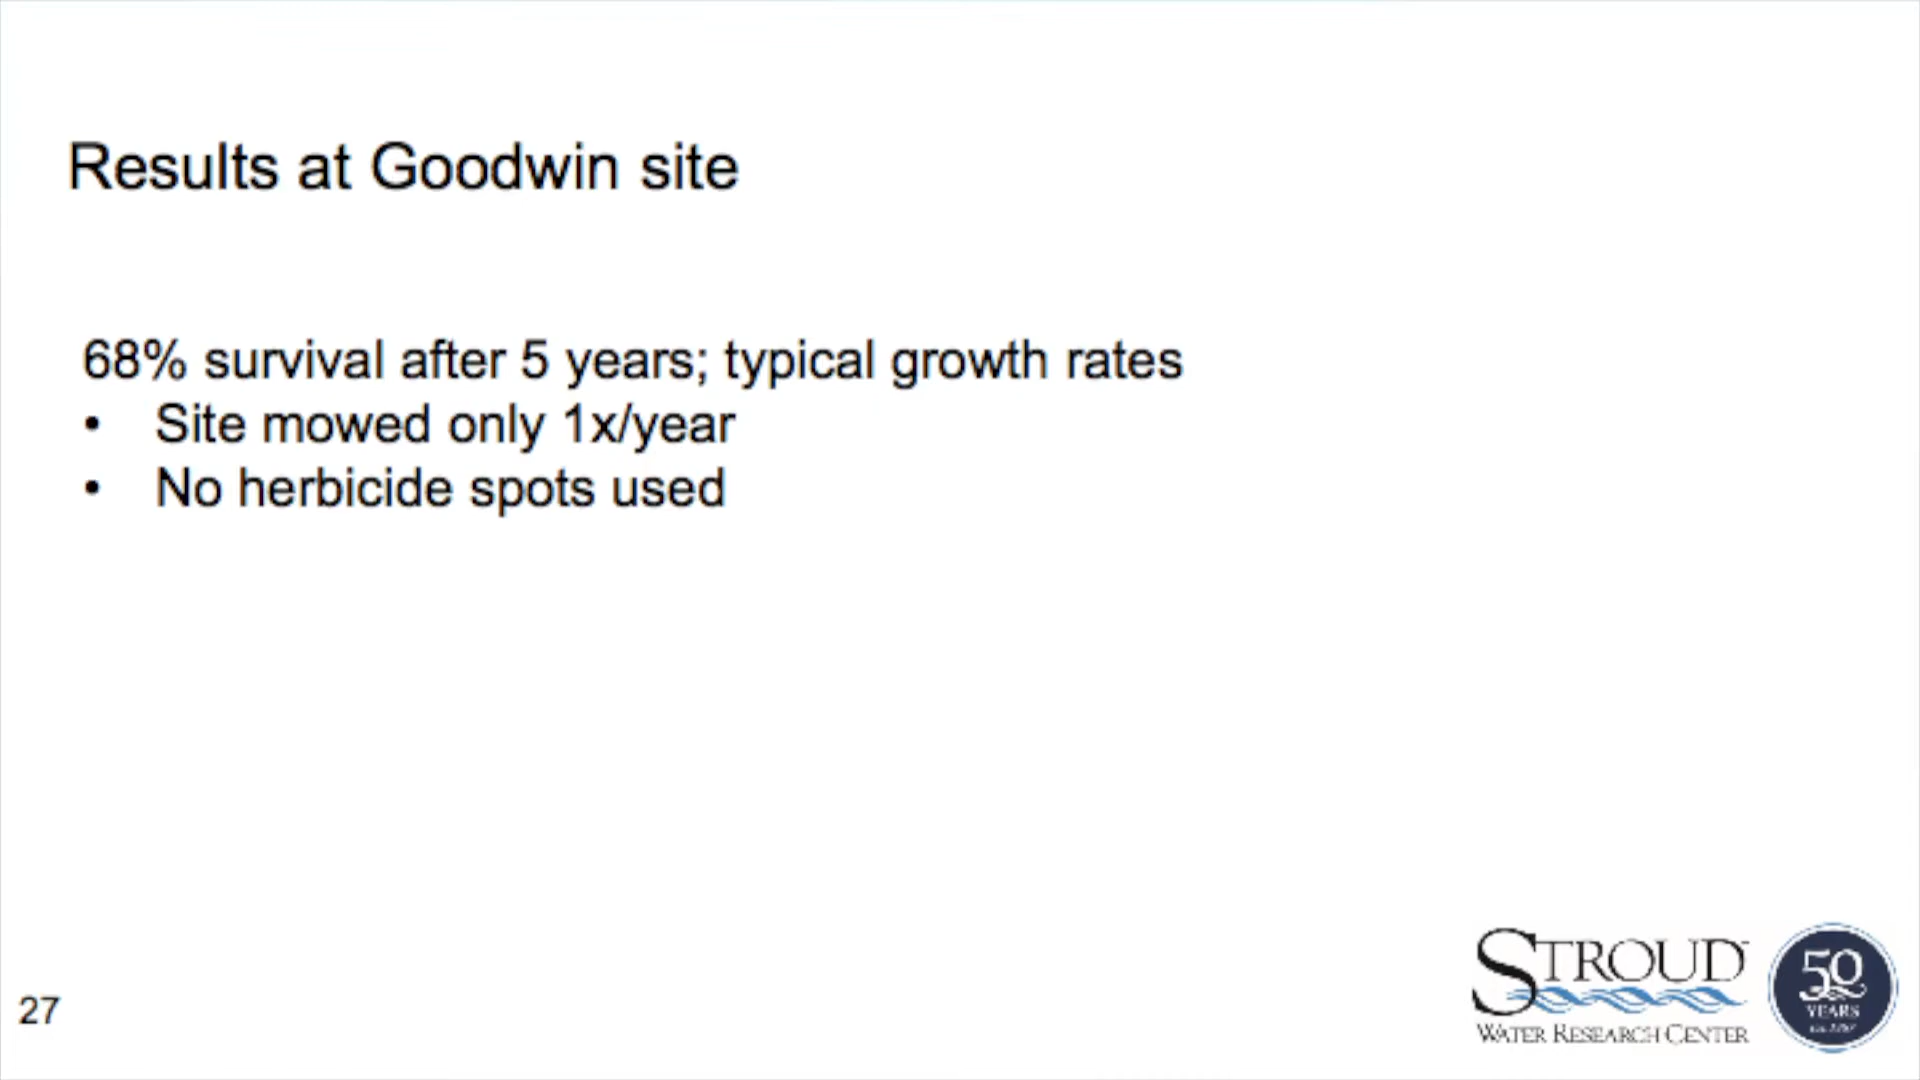 Results at Goodwin site
68% survival after 5 years; typical growth rates
• Site mowed only 1x/year
• No herbicide spots used
27
STROUD
WATER RESEARCH CENTER
50
YEARS